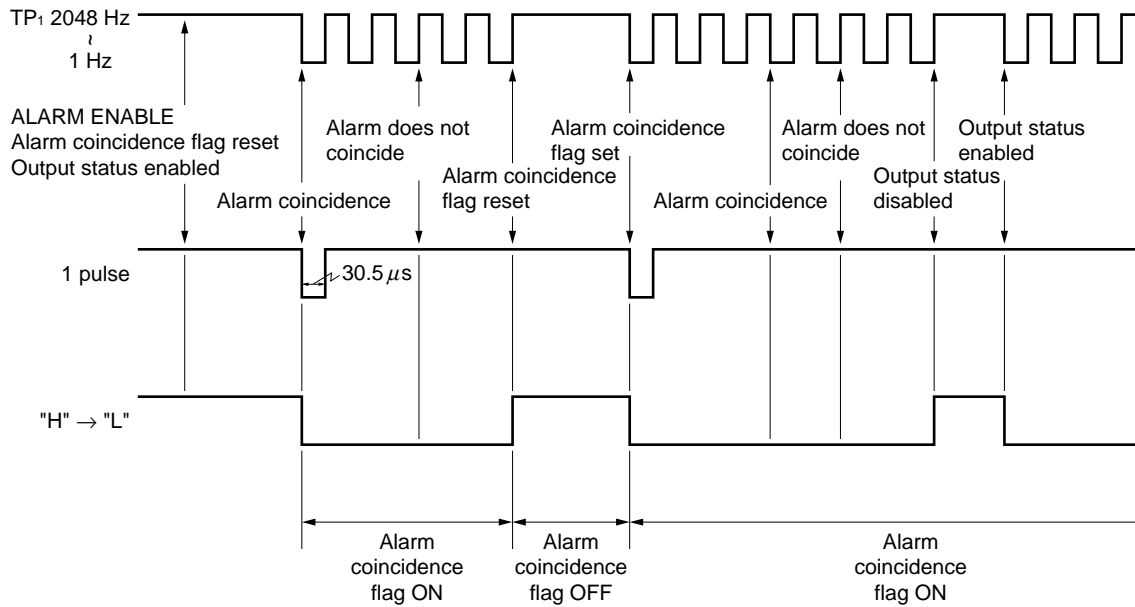 TP1 2048 Hz
~
1 Hz
ALARM ENABLE
Alarm coincidence flag reset
Output status enabled
Alarm coincidence
Alarm does not
coincide
Alarm coincidence
flag reset
Alarm coincidence
flag set
Alarm coincidence
Alarm does not
coincide
Output status
disabled
Output status
enabled
1 pulse
30.5 μs
"H" → "L"
Alarm
coincidence
flag ON
Alarm
coincidence
flag OFF
Alarm
coincidence
flag ON